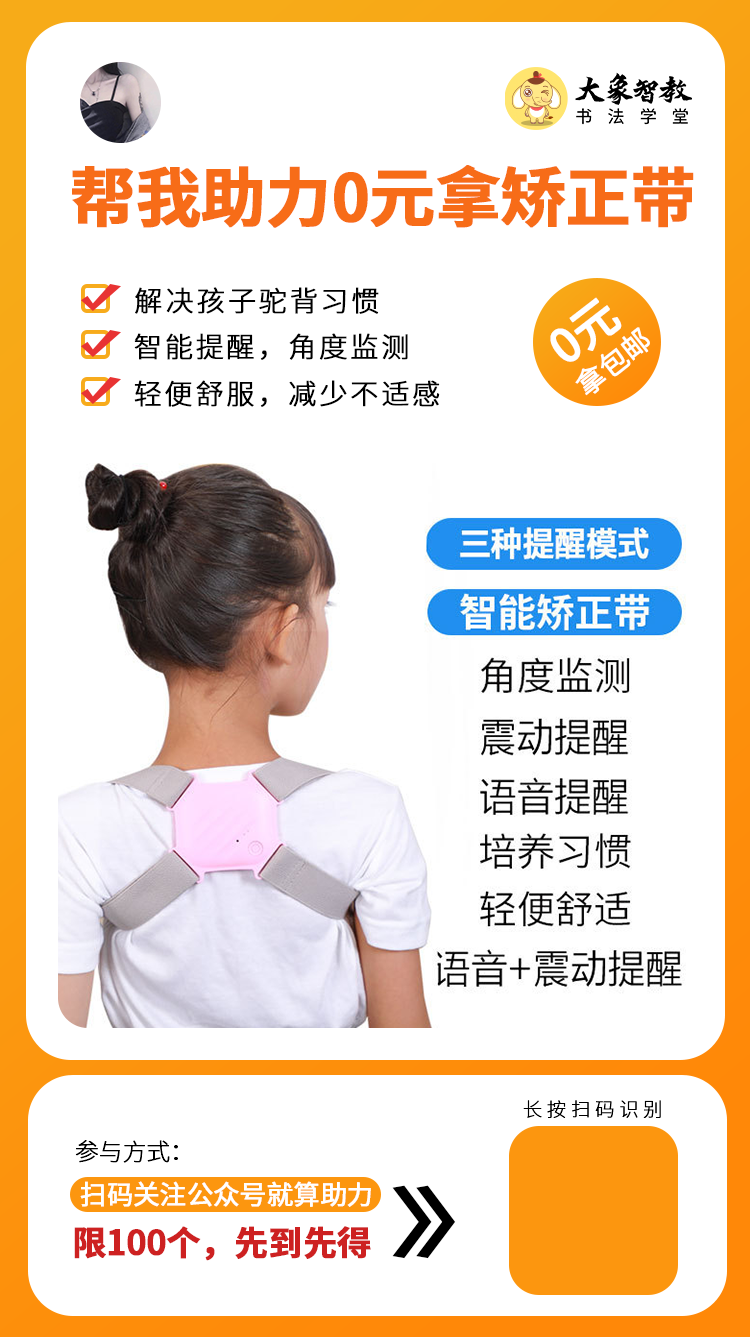 大象智教
书法学堂
帮我助力0元拿矫正带
解决孩子驼背习惯
智能提醒，角度监测
轻便舒服，减少不适感
0元
拿包邮
三种提醒模式
智能矫正带
角度监测
震动提醒
语音提醒
培养习惯
轻便舒适
语音+震动提醒
长按扫码识别
参与方式：
扫码关注公众号就算助力
限100个，先到先得